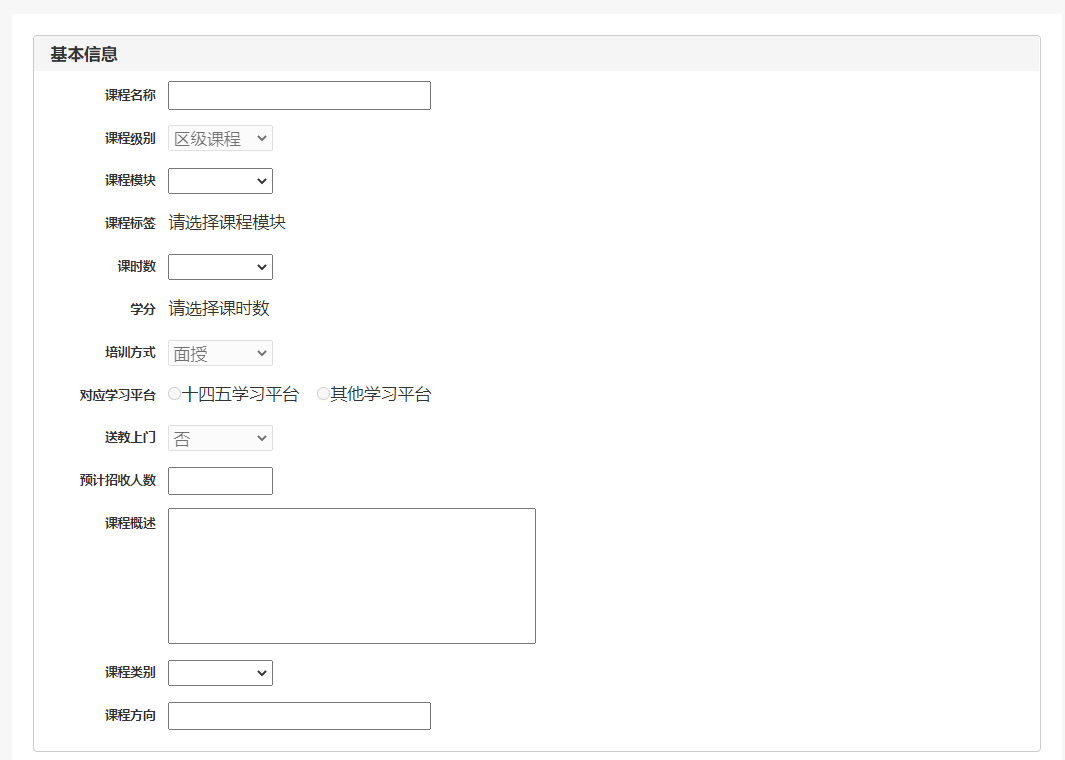 基本信息
课程名称
课程级别 区级课程
课程模块
课程标签 请选择课程模块
课时数
学分 请选择课时数
培训方式 面授
对应学习平台 十四五学习平台 其他学习平台
送教上门 否
预计招收人数
课程概述
课程类别
课程方向